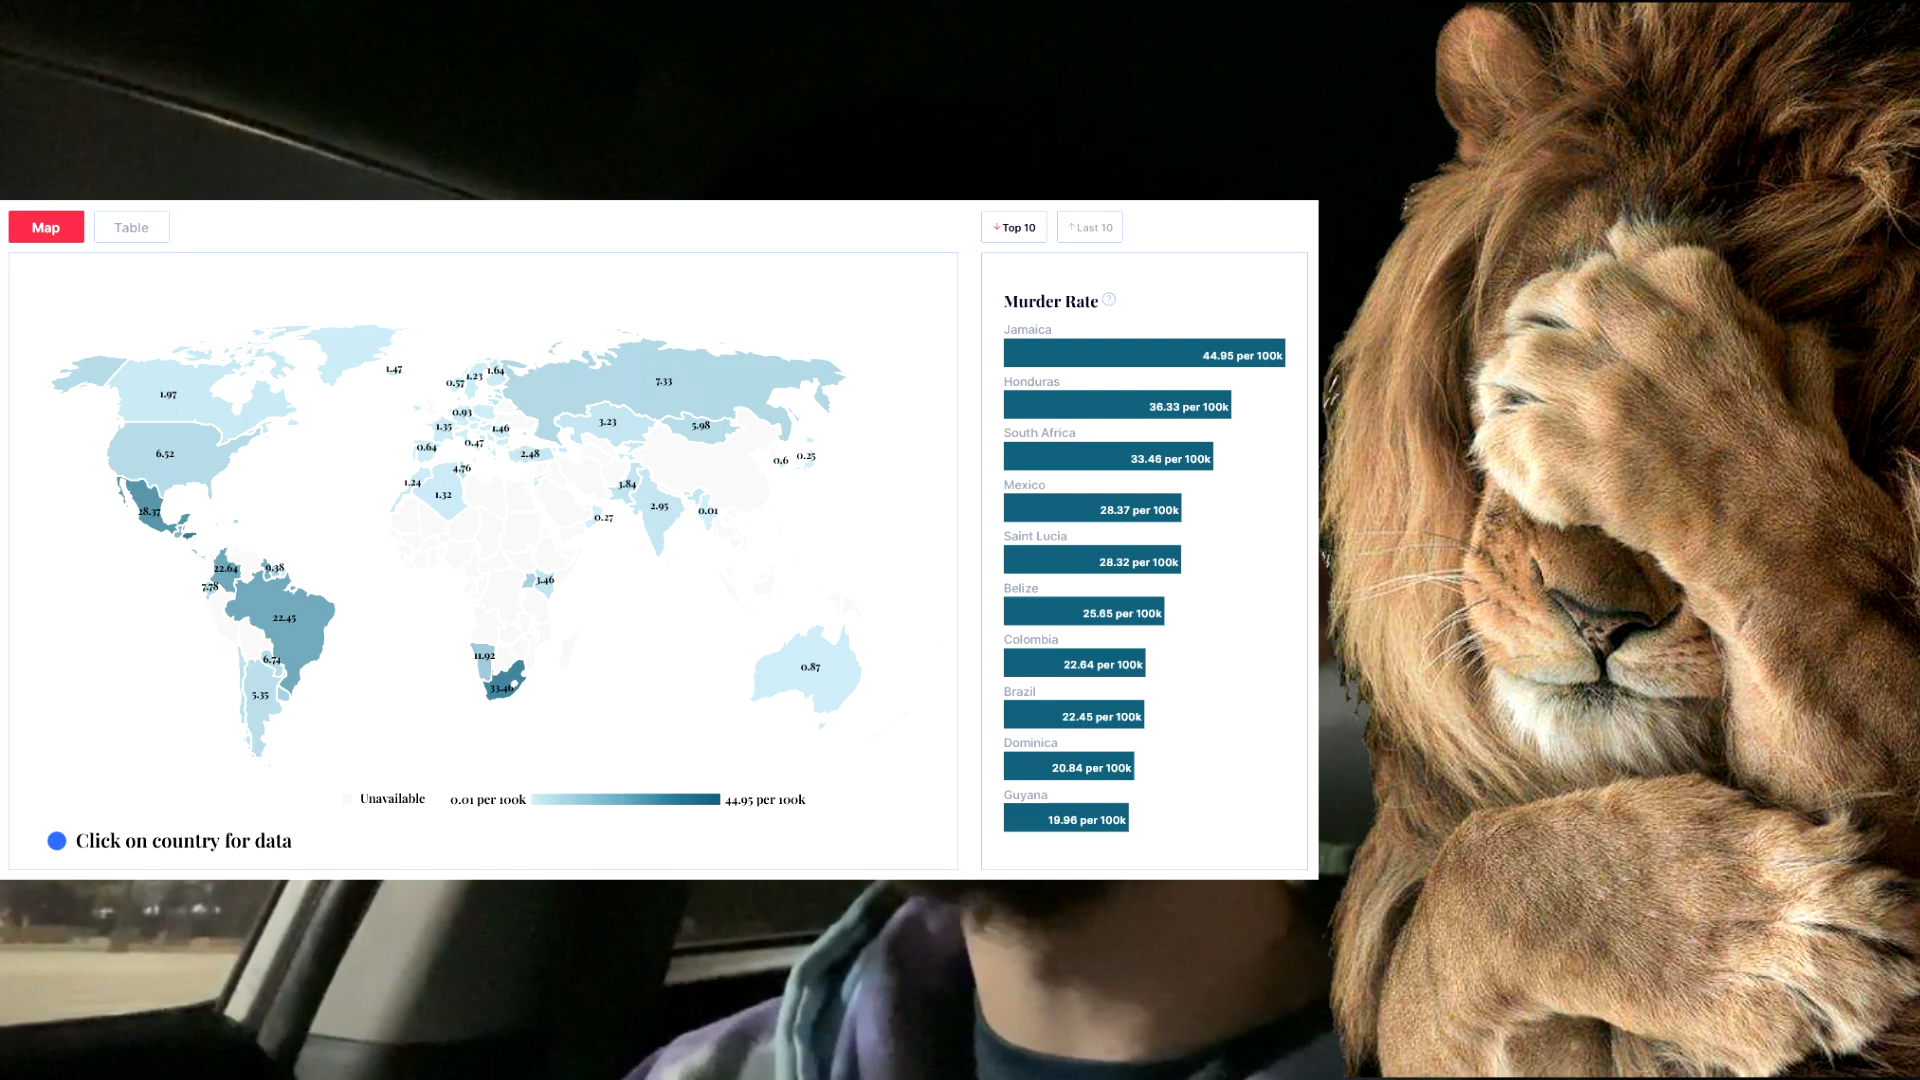 Map
Table
Top 10
Last 10
Murder Rate ?
Jamaica
44.95 per 100k
Honduras
36.33 per 100k
South Africa
33.46 per 100k
Mexico
28.37 per 100k
Saint Lucia
28.32 per 100k
Belize
25.65 per 100k
Colombia
22.64 per 100k
Brazil
22.45 per 100k
Dominica
20.84 per 100k
Guyana
19.96 per 100k
1.47
1.97
0.57
1.23
1.64
7.33
0.93
1.35
1.46
3.23
5.98
6.52
0.64
0.47
2.48
0.6
0.25
4.76
1.24
1.32
3.84
2.95
0.01
28.37
0.27
22.64
9.38
7.78
3.46
22.45
6.74
11.92
0.87
5.35
33.46
Unavailable
0.01 per 100k
44.95 per 100k
Click on country for data